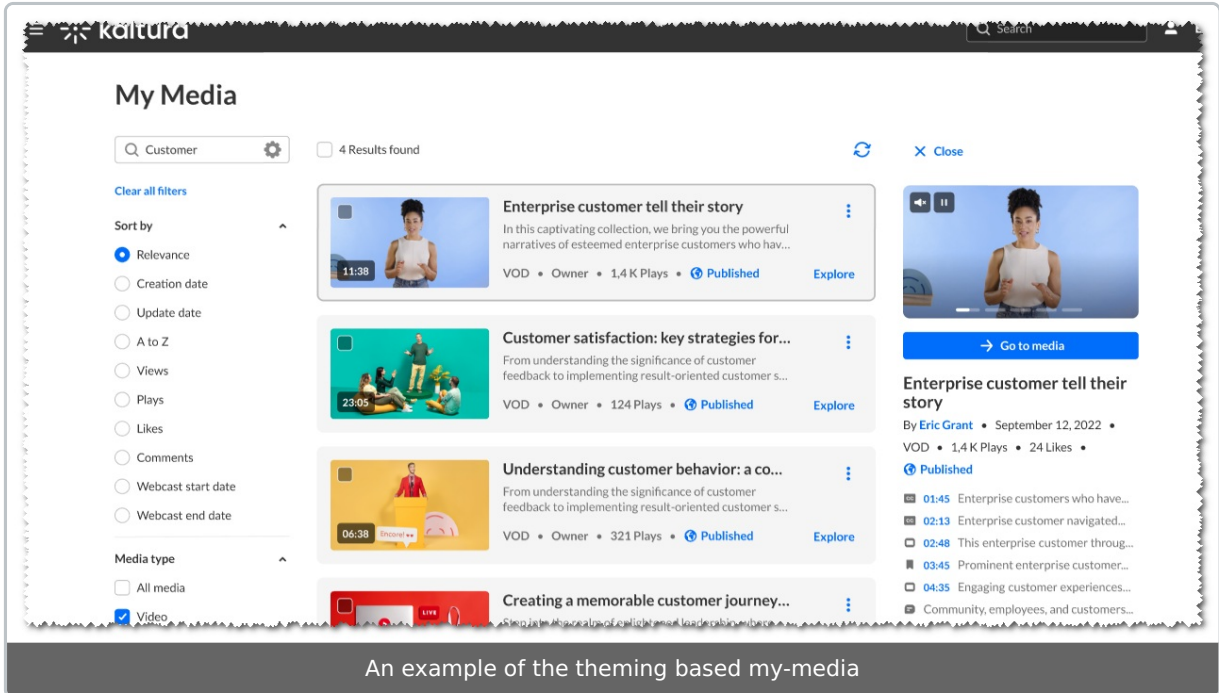 kaltura
Search
My Media
Customer
Clear all filters
Sort by
Relevance
Creation date
Update date
A to Z
Views
Plays
Likes
Comments
Webcast start date
Webcast end date
Media type
All media
Video
4 Results found
11:38
Enterprise customer tell their story
In this captivating collection, we bring you the powerful
narratives of esteemed enterprise customers who hav...
VOD • Owner • 1,4 K Plays • Published
Explore
23:05
Customer satisfaction: key strategies for...
From understanding the significance of customer
feedback to implementing result-oriented customer s...
VOD • Owner • 124 Plays • Published
Explore
06:38
Encore!
Understanding customer behavior: a co...
From understanding the significance of customer
feedback to implementing result-oriented customer s...
VOD • Owner • 321 Plays • Published
Explore
LIVE
Creating a memorable customer journey...
Step into the realm of enlightened leadership where
Close
Go to media
Enterprise customer tell their
story
By Eric Grant • September 12, 2022 •
VOD • 1,4 K Plays • 24 Likes •
Published
01:45 Enterprise customers who have...
02:13 Enterprise customer navigated...
02:48 This enterprise customer throug...
03:45 Prominent enterprise customer...
04:35 Engaging customer experiences...
Community, employees, and customers...
An example of the theming based my-media